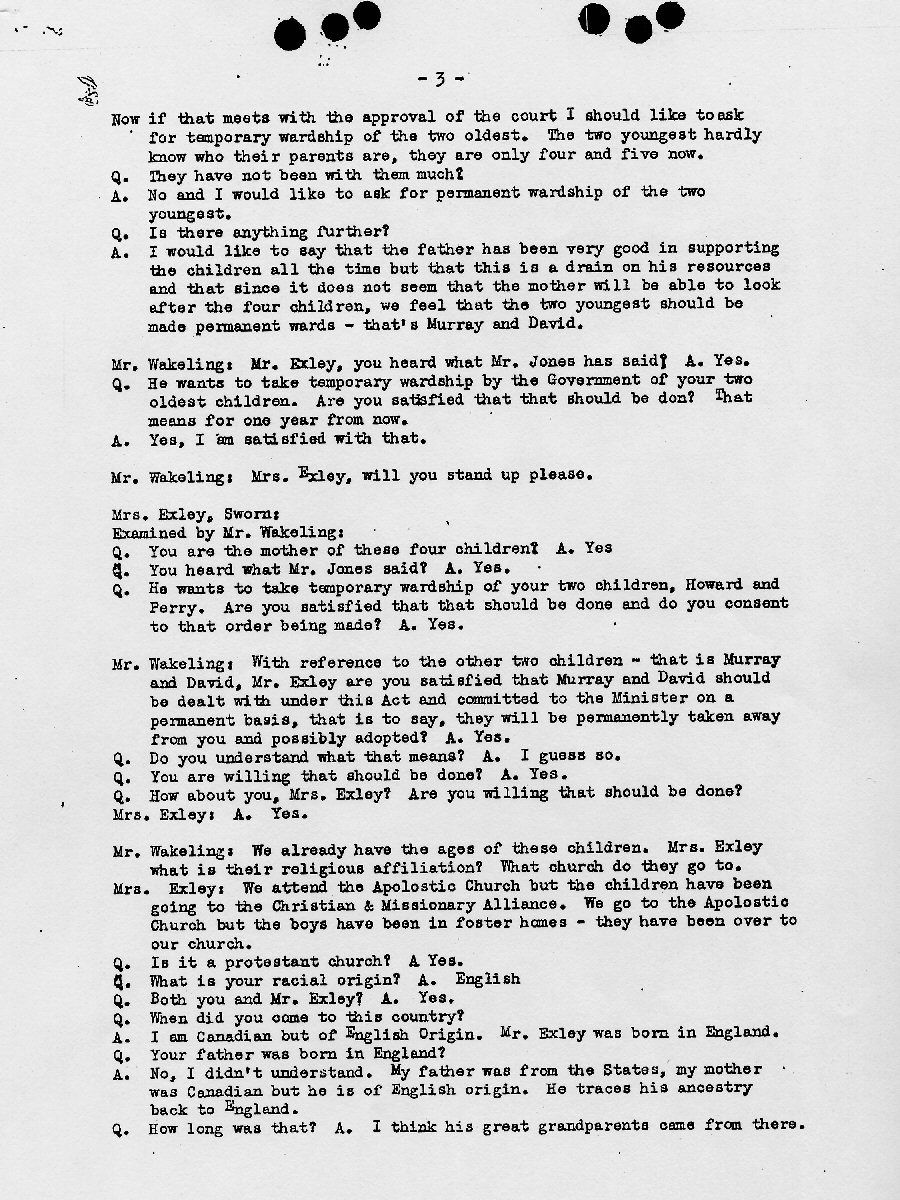 - 3 -
Now if that meets with the approval of the court I should like toask
for temporary wardship of the two oldest. The two youngest hardly
know who their parents are, they are only four and five now.
Q. They have not been with them much?
A. No and I would like to ask for permanent wardship of the two
youngest.
Q. Is there anything further?
A. I would like to say that the father has been very good in supporting
the children all the time but that this is a drain on his resources
and that since it does not seem that the mother will be able to look
after the four children, we feel that the two youngest should be
made permanent wards - that's Murray and David.
Mr. Wakeling: Mr. Exley, you heard what Mr. Jones has said? A. Yes.
Q. He wants to take temporary wardship by the Government of your two
oldest children. Are you satisfied that that should be don? That
means for one year from now.
A. Yes, I am satisfied with that.
Mr. Wakeling: Mrs. Exley, will you stand up please.
Mrs. Exley, Sworn:
Examined by Mr. Wakeling:
Q. You are the mother of these four children? A. Yes
Q. You heard what Mr. Jones said? A. Yes.
Q. He wants to take temporary wardship of your two children, Howard and
Perry. Are you satisfied that that should be done and do you consent
to that order being made? A. Yes.
Mr. Wakeling: With reference to the other two children - that is Murray
and David, Mr. Exley are you satisfied that Murray and David should
be dealt with under this Act and committed to the Minister on a
permanent basis, that is to say, they will be permanently taken away
from you and possibly adopted? A. Yes.
Q. Do you understand what that means? A. I guess so.
Q. You are willing that should be done? A. Yes.
Q. How about you, Mrs. Exley? Are you willing that should be done?
Mrs. Exley: A. Yes.
Mr. Wakeling: We already have the ages of these children. Mrs. Exley
what is their religious affiliation? What church do they go to.
Mrs. Exley: We attend the Apolostic Church but the children have been
going to the Christian & Missionary Alliance. We go to the Apolostic
Church but the boys have been in foster homes - they have been over to
our church.
Q. Is it a protestant church? A Yes.
Q. What is your racial origin? A. English
Q. Both you and Mr. Exley? A. Yes.
Q. When did you come to this country?
A. I am Canadian but of English Origin. Mr. Exley was born in England.
Q. Your father was born in England?
A. No, I didn't understand. My father was from the States, my mother
was Canadian but he is of English origin. He traces his ancestry
back to England.
Q. How long was that? A. I think his great grandparents came from there.